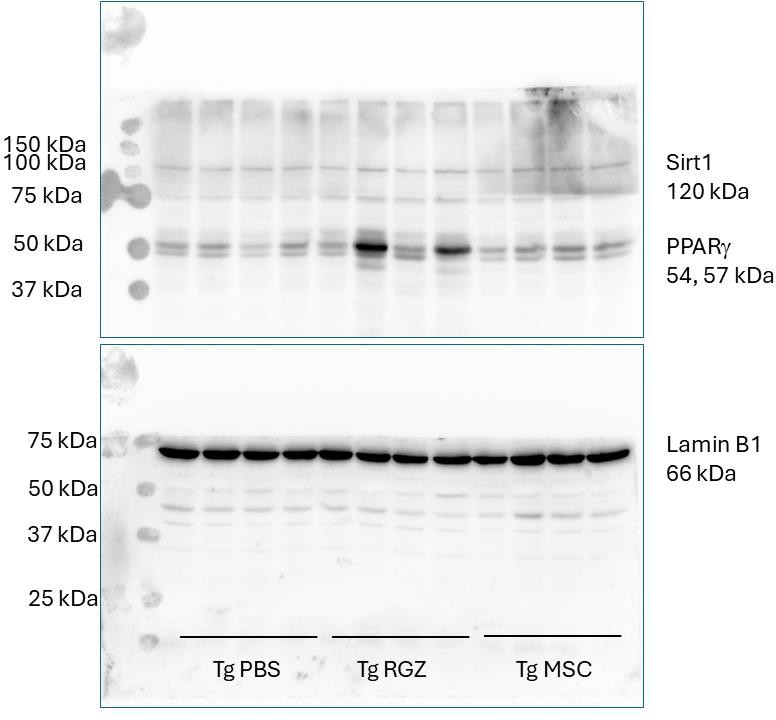 150 kDa
100 kDa
75 kDa
50 kDa
37 kDa
Sirt1
120 kDa
PPARγ
54, 57 kDa
75 kDa
50 kDa
37 kDa
25 kDa
Lamin B1
66 kDa
Tg PBS
Tg RGZ
Tg MSC